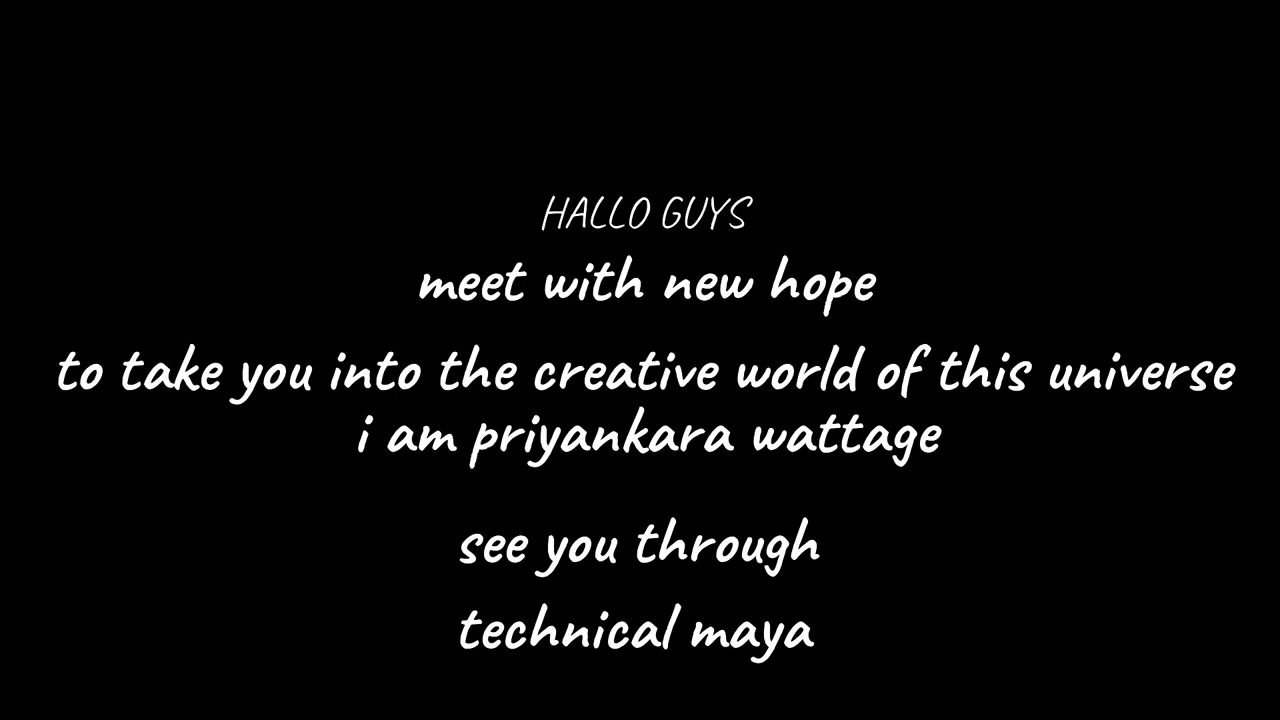 HALLO GUYS
meet with new hope
to take you into the creative world of this universe
i am priyankara wattage
see you through
technical maya